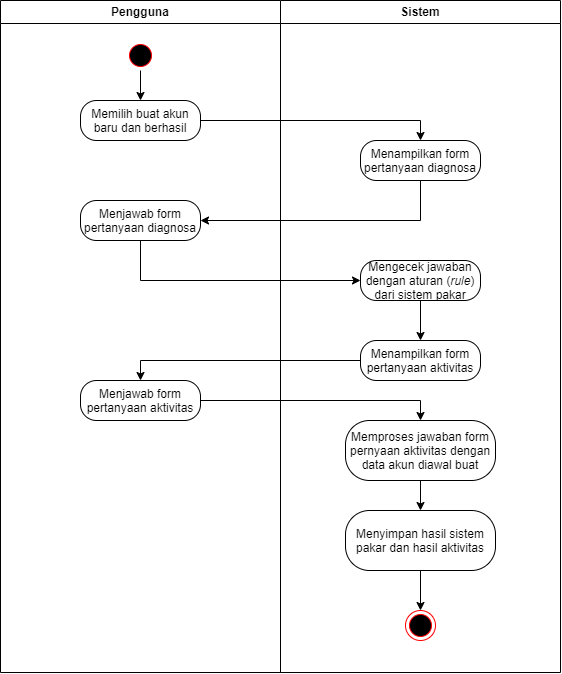 Pengguna
Sistem
Memilih buat akun
baru dan berhasil
Menampilkan form
pertanyaan diagnosa
Menjawab form
pertanyaan diagnosa
Mengecek jawaban
dengan aturan (rule)
dari sistem pakar
Menampilkan form
pertanyaan aktivitas
Menjawab form
pertanyaan aktivitas
Memproses jawaban form
pernyaan aktivitas dengan
data akun diawal buat
Menyimpan hasil sistem
pakar dan hasil aktivitas